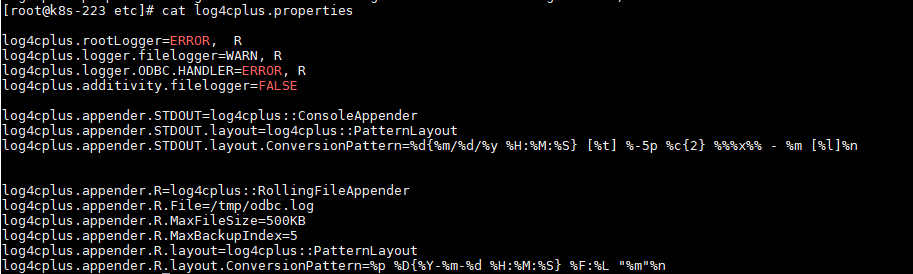 [root@k8s-223 etc]# cat log4cplus.properties
log4cplus.rootLogger=ERROR,  R
log4cplus.logger.filelogger=WARN, R
log4cplus.logger.ODBC.HANDLER=ERROR, R
log4cplus.additivity.filelogger=FALSE
log4cplus.appender.STDOUT=log4cplus::ConsoleAppender
log4cplus.appender.STDOUT.layout=log4cplus::PatternLayout
log4cplus.appender.STDOUT.layout.ConversionPattern=%d{%m/%d/%y %H:%M:%S} [%t] %-5p %c{2} %%%x%% - %m [%l]%n
log4cplus.appender.R=log4cplus::RollingFileAppender
log4cplus.appender.R.File=/tmp/odbc.log
log4cplus.appender.R.MaxFileSize=500KB
log4cplus.appender.R.MaxBackupIndex=5
log4cplus.appender.R.layout=log4cplus::PatternLayout
log4cplus.appender.R.layout.ConversionPattern=%p %D{%Y-%m-%d %H:%M:%S} %F:%L "%m"%n